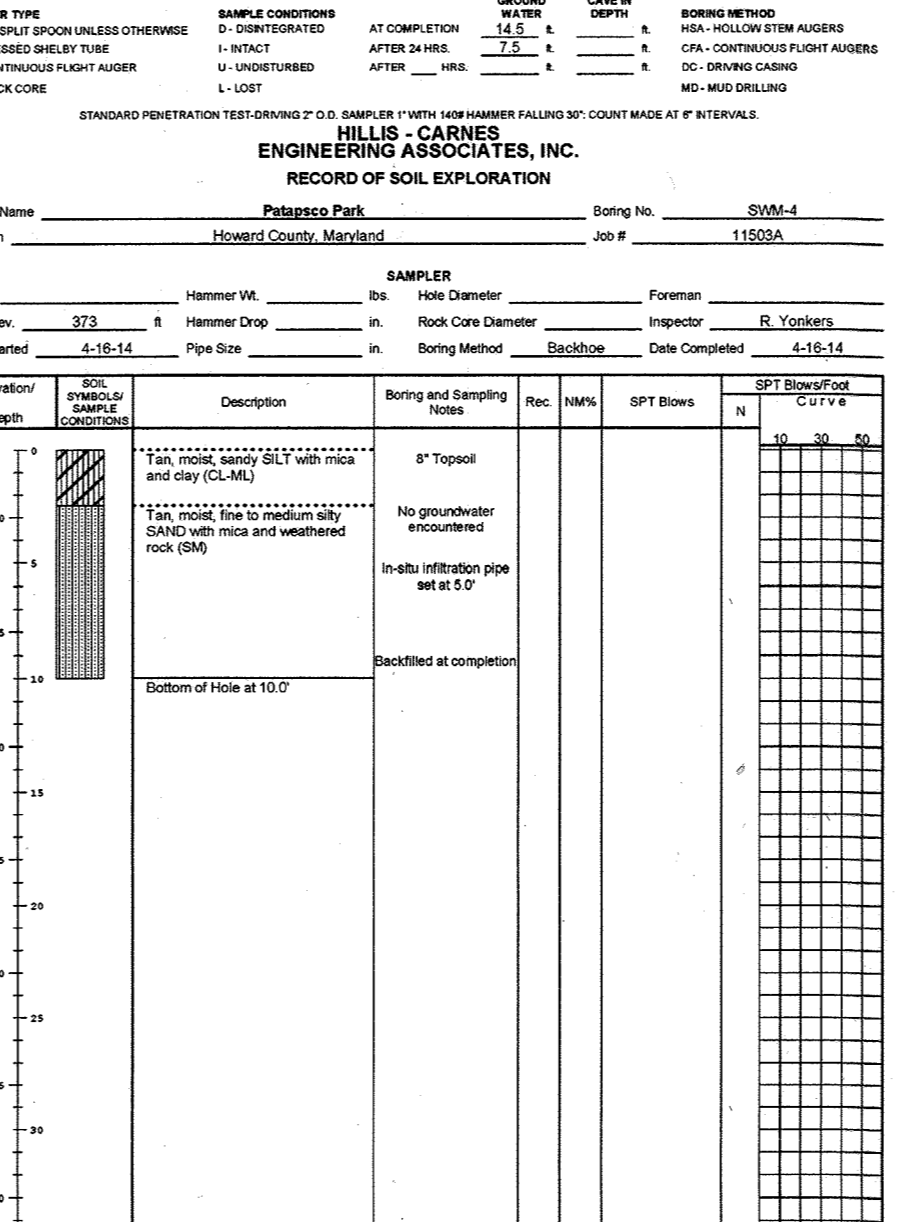 R TYPE SAMPLE CONDITIONS GROUND WATER CAVE IN DEPTH BORING METHOD
SPLIT SPOON UNLESS OTHERWISE D - DISINTEGRATED AT COMPLETION 14.5 ft. ft. HSA - HOLLOW STEM AUGERS
SSED SHELBY TUBE I - INTACT AFTER 24 HRS. 7.5 ft. ft. CFA - CONTINUOUS FLIGHT AUGERS
NTINUOUS FLIGHT AUGER U - UNDISTURBED AFTER ____ HRS. ft. ft. DC - DRIVING CASING
CK CORE L - LOST MD - MUD DRILLING
STANDARD PENETRATION TEST-DRIVING 2" O.D. SAMPLER 1' WITH 140# HAMMER FALLING 30"; COUNT MADE AT 6" INTERVALS.
HILLIS - CARNES
ENGINEERING ASSOCIATES, INC.
RECORD OF SOIL EXPLORATION
Name Patapsco Park Boring No. SWM-4
n Howard County, Maryland Job # 11503A
SAMPLER
Hammer Wt. lbs. Hole Diameter Foreman
ev. 373 ft Hammer Drop in. Rock Core Diameter Inspector R. Yonkers
arted 4-16-14 Pipe Size in. Boring Method Backhoe Date Completed 4-16-14
ration/
epth
SOIL
SYMBOLS/
SAMPLE
CONDITIONS
Description
Boring and Sampling
Notes
Rec.
NM%
SPT Blows
SPT Blows/Foot
N
Curve
10 30 50
0
Tan, moist, sandy SILT with mica
and clay (CL-ML)
8" Topsoil
Tan, moist, fine to medium silty
SAND with mica and weathered
rock (SM)
No groundwater
encountered
0
5
In-situ infiltration pipe
set at 5.0'
5
Backfilled at completion
10
Bottom of Hole at 10.0'
0
15
5
20
0
25
5
30
0